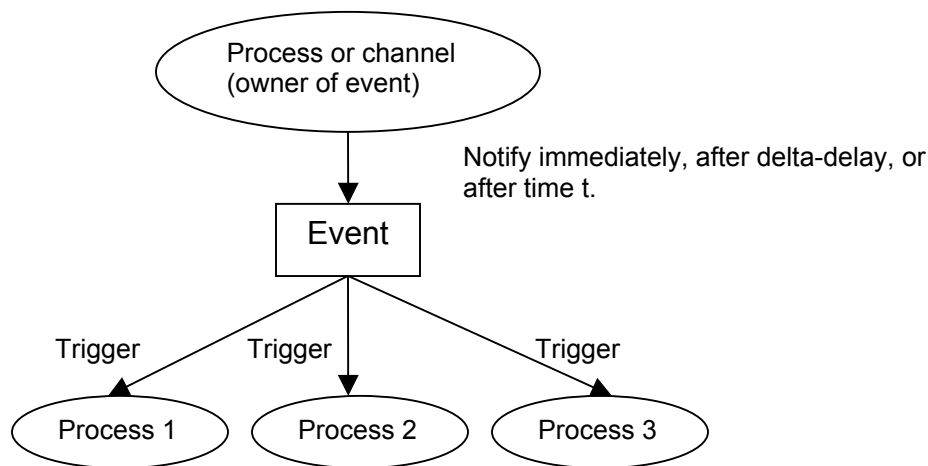 Process or channel
(owner of event)
Notify immediately, after delta-delay, or
after time t.
Event
Trigger
Trigger
Trigger
Process 1
Process 2
Process 3